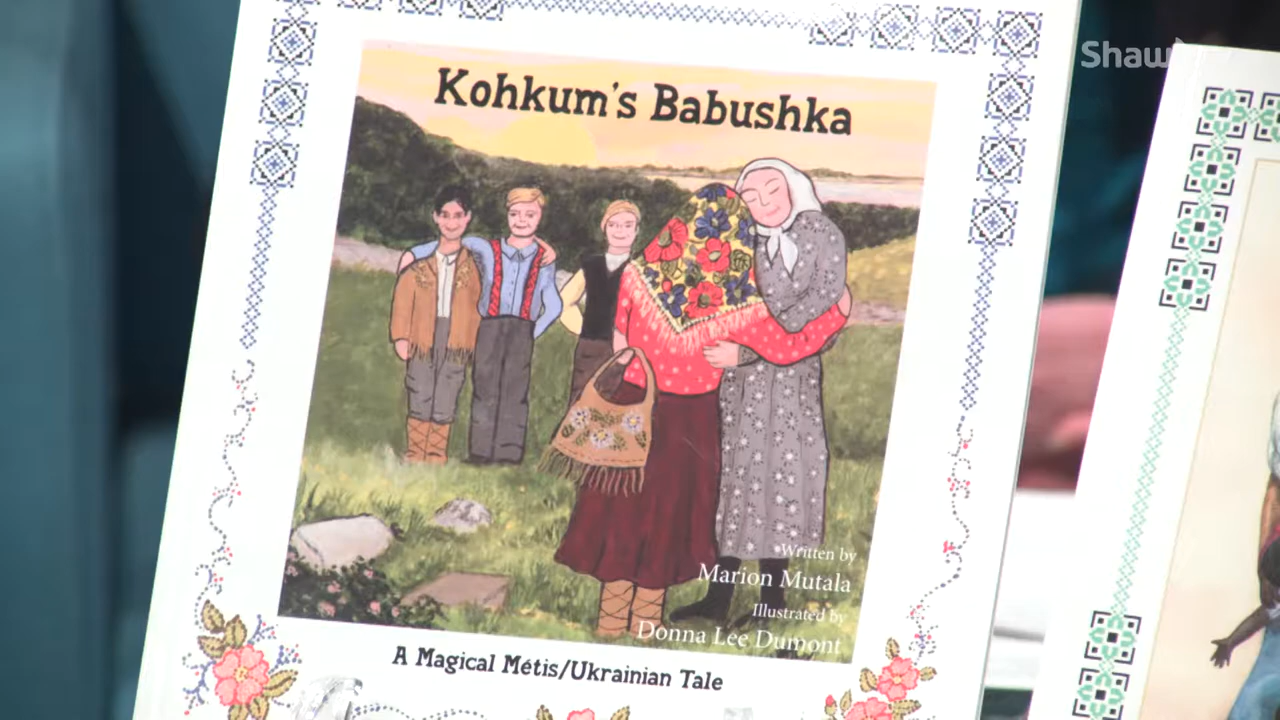 Shaw
Kohkum's Babushka
Written by
Marion Mutala
Illustrated by
Donna Lee Dumont
A Magical Métis/Ukrainian Tale